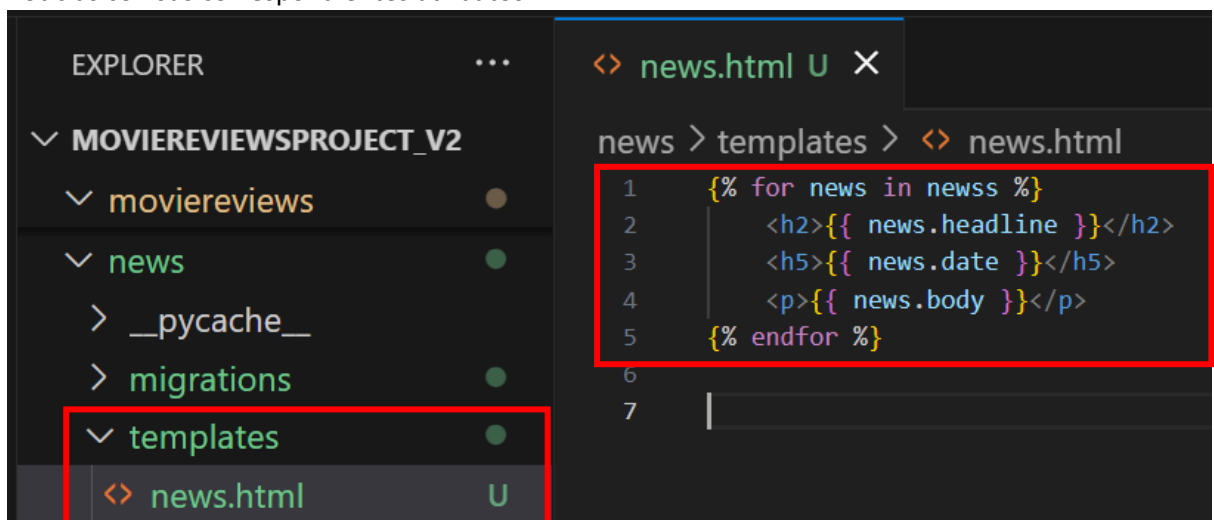 EXPLORER ...
MOVIEREVIEWSPROJECT_V2
moviereviews
news
__pycache__
migrations
templates
news.html U
news.html U
news > templates > news.html
1 {% for news in newss %}
2 <h2>{{ news.headline }}</h2>
3 <h5>{{ news.date }}</h5>
4 <p>{{ news.body }}</p>
5 {% endfor %}
6
7